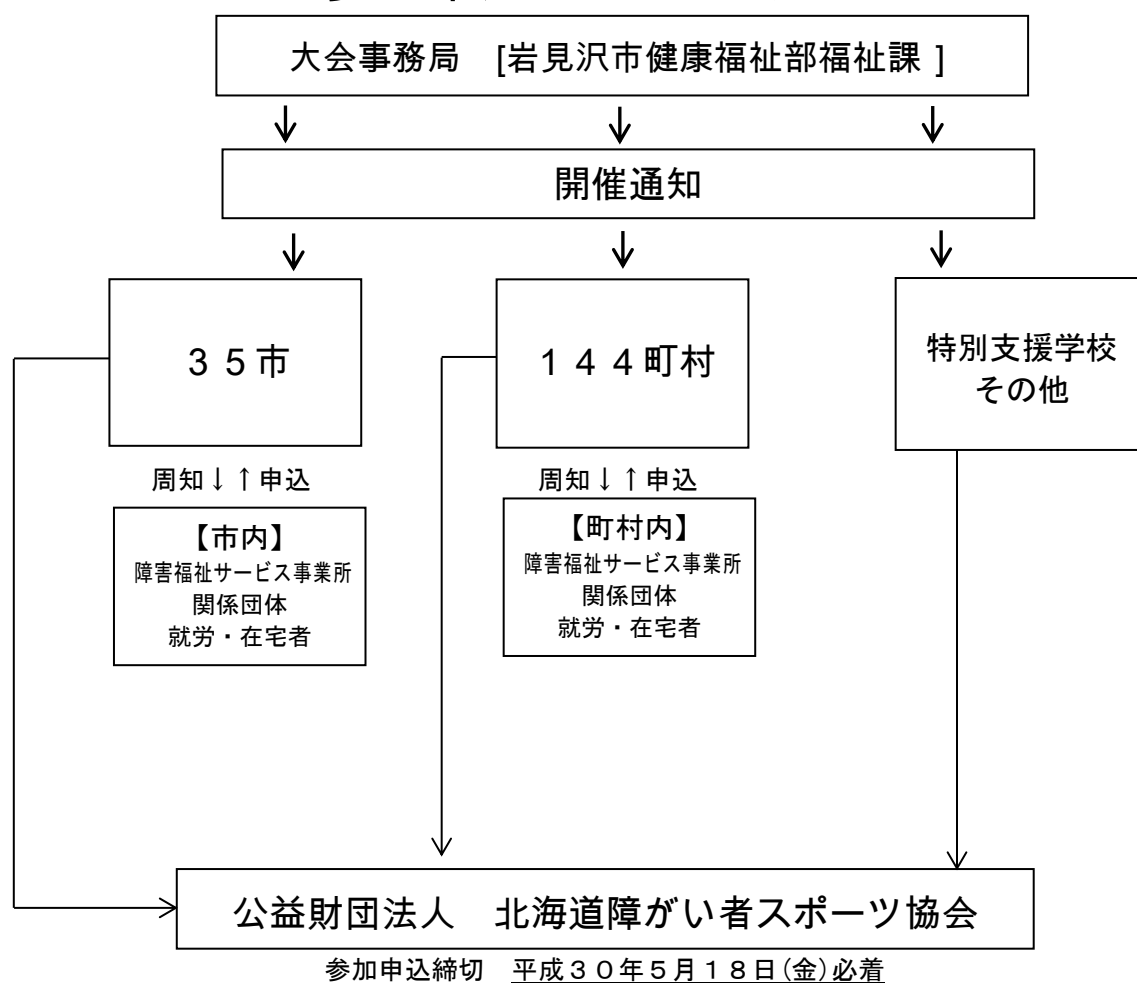 大会事務局　[岩見沢市健康福祉部福祉課 ]
↓ ↓ ↓
開催通知
↓ ↓ ↓
３５市
１４４町村
特別支援学校
その他
周知↓ ↑申込
周知↓ ↑申込
【市内】
障害福祉サービス事業所
関係団体
就労・在宅者
【町村内】
障害福祉サービス事業所
関係団体
就労・在宅者
公益財団法人　北海道障がい者スポーツ協会
参加申込締切　平成３０年５月１８日(金)必着